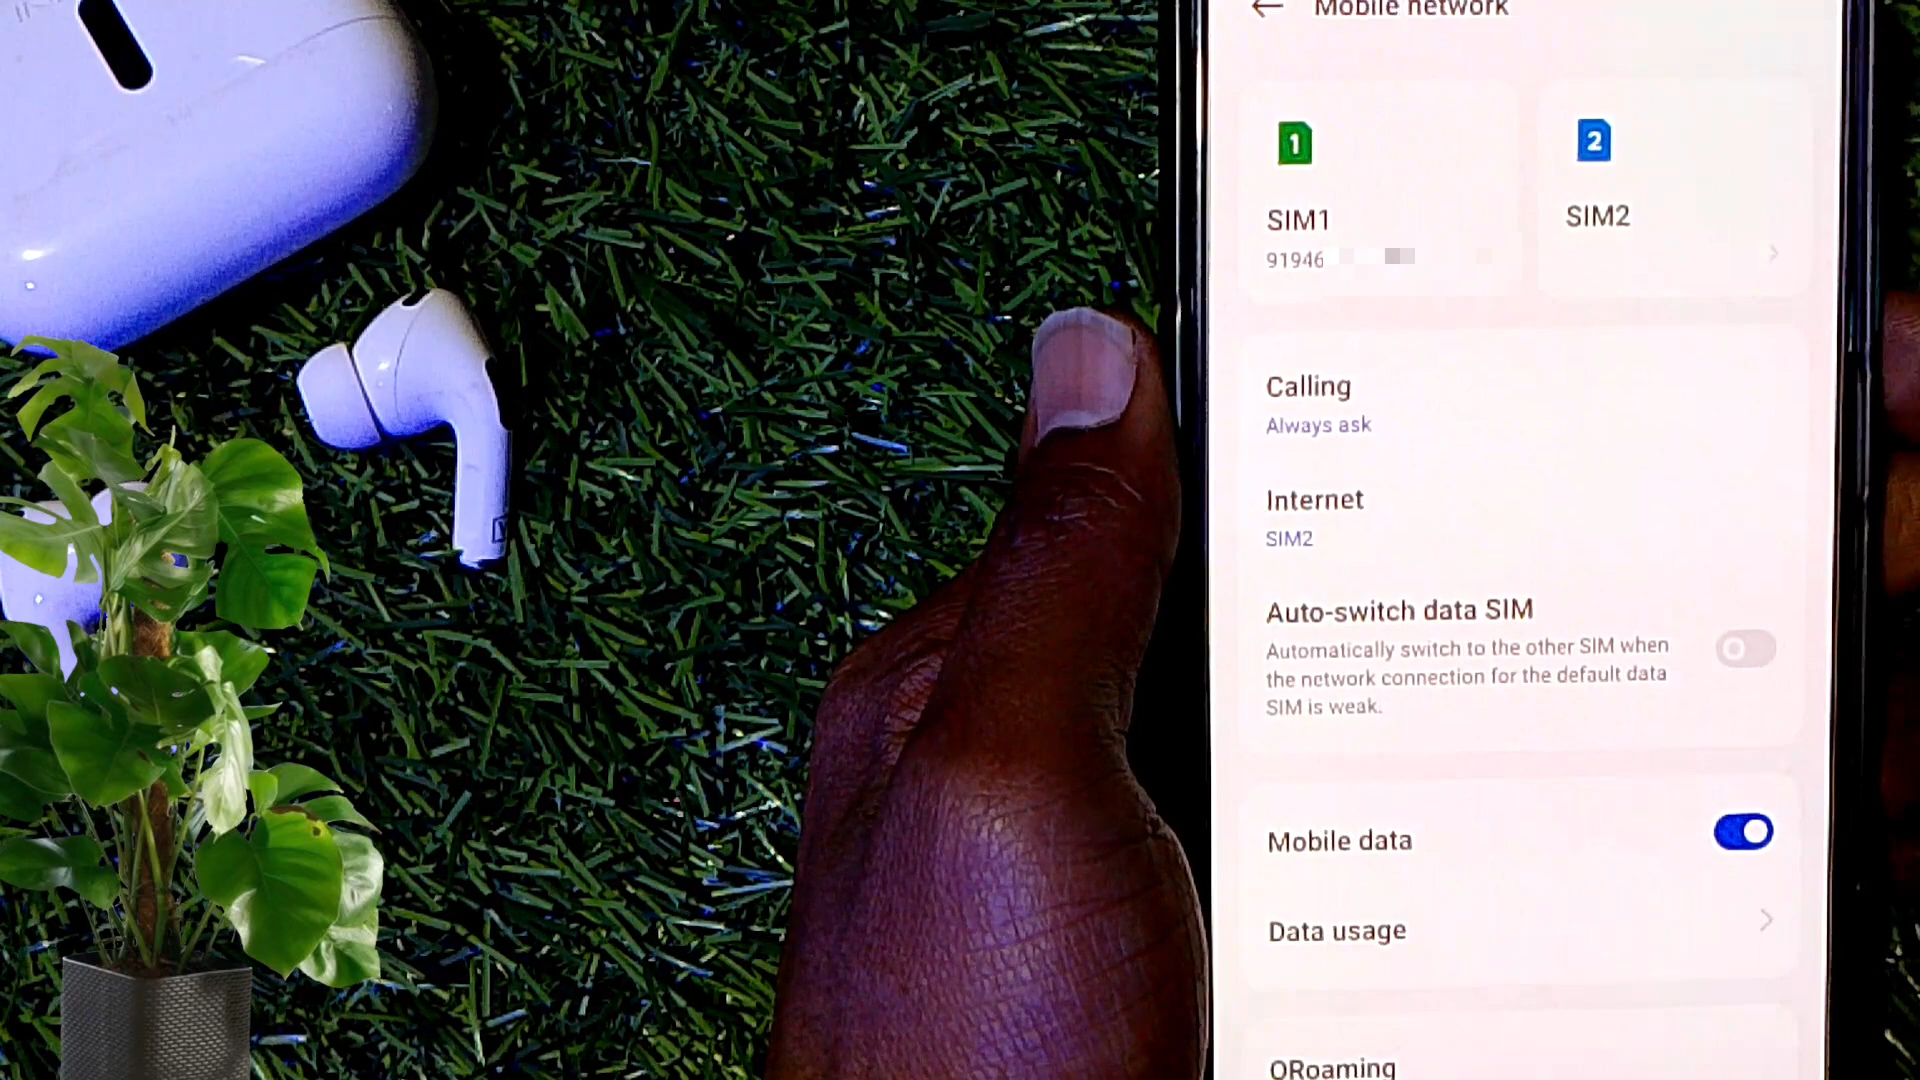 Mobile network
1
2
SIM1
SIM2
91946
Calling
Always ask
Internet
SIM2
Auto-switch data SIM
Automatically switch to the other SIM when
the network connection for the default data
SIM is weak.
Mobile data
Data usage
ORoaming